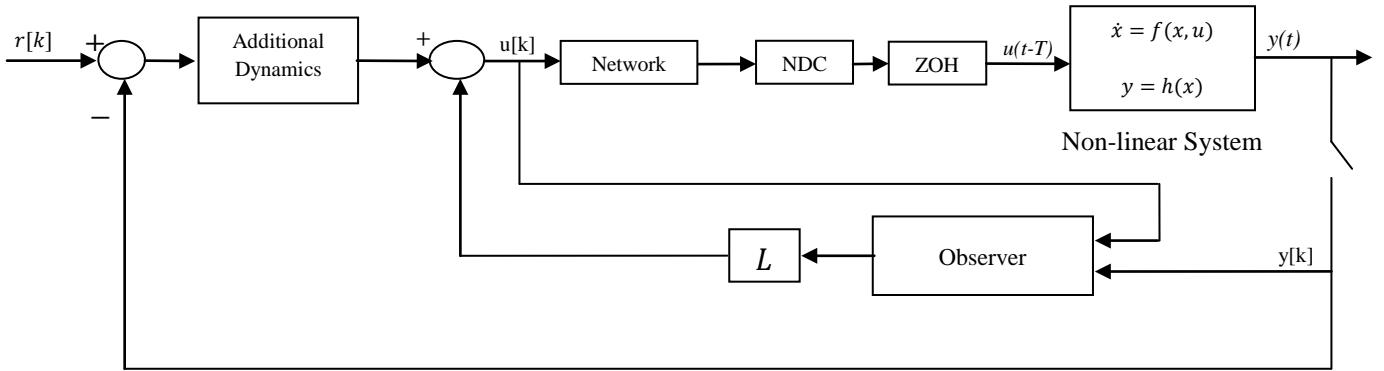 r[k]
+
−
Additional
Dynamics
+
u[k]
Network
NDC
ZOH
u(t-T)
ẋ = f(x, u)
y = h(x)
y(t)
Non-linear System
L
Observer
y[k]